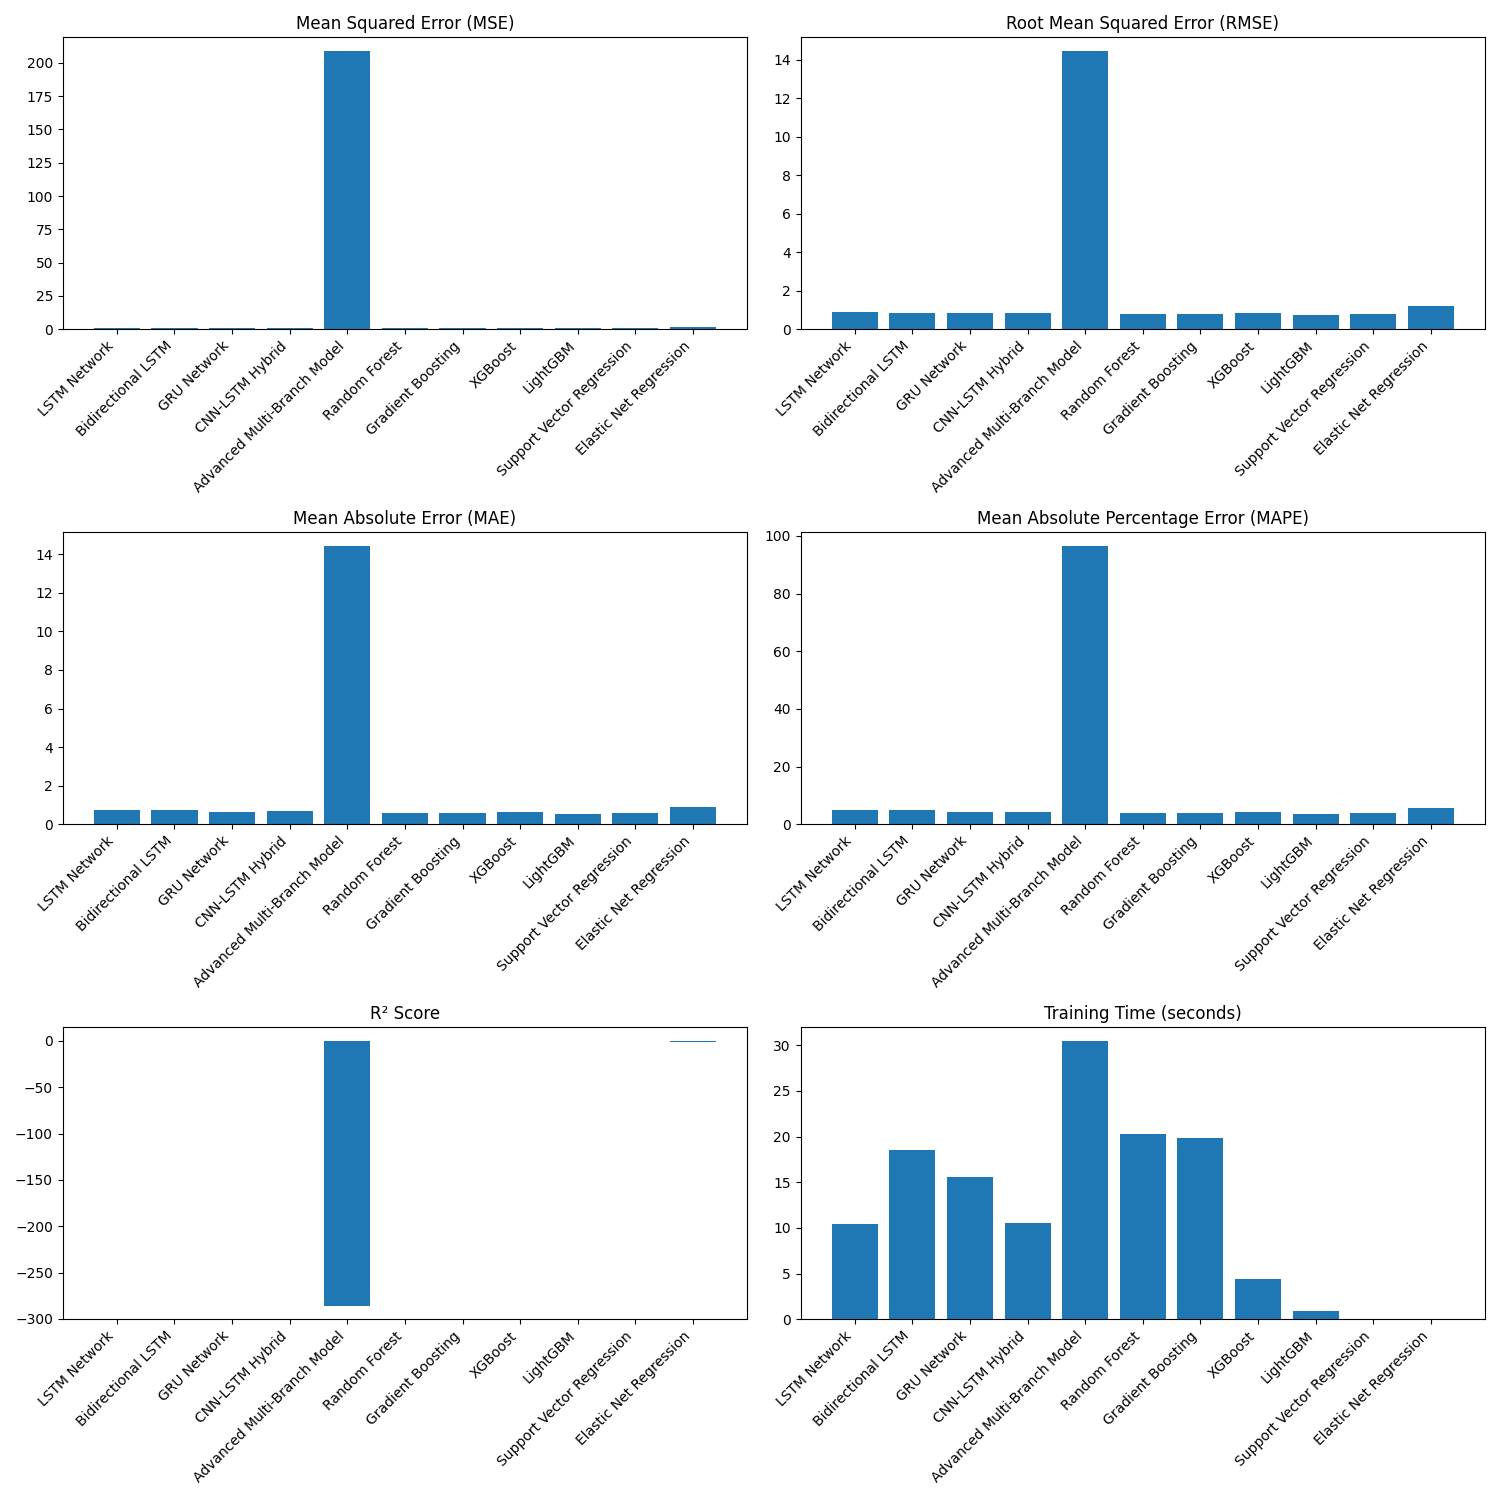 Mean Squared Error (MSE)
200
175
150
125
100
75
50
25
0
LSTM Network
Bidirectional LSTM
GRU Network
CNN-LSTM Hybrid
Advanced Multi-Branch Model
Random Forest
Gradient Boosting
XGBoost
LightGBM
Support Vector Regression
Elastic Net Regression
Root Mean Squared Error (RMSE)
14
12
10
8
6
4
2
0
LSTM Network
Bidirectional LSTM
GRU Network
CNN-LSTM Hybrid
Advanced Multi-Branch Model
Random Forest
Gradient Boosting
XGBoost
LightGBM
Support Vector Regression
Elastic Net Regression
Mean Absolute Error (MAE)
14
12
10
8
6
4
2
0
LSTM Network
Bidirectional LSTM
GRU Network
CNN-LSTM Hybrid
Advanced Multi-Branch Model
Random Forest
Gradient Boosting
XGBoost
LightGBM
Support Vector Regression
Elastic Net Regression
Mean Absolute Percentage Error (MAPE)
100
80
60
40
20
0
LSTM Network
Bidirectional LSTM
GRU Network
CNN-LSTM Hybrid
Advanced Multi-Branch Model
Random Forest
Gradient Boosting
XGBoost
LightGBM
Support Vector Regression
Elastic Net Regression
R² Score
0
−50
−100
−150
−200
−250
−300
LSTM Network
Bidirectional LSTM
GRU Network
CNN-LSTM Hybrid
Advanced Multi-Branch Model
Random Forest
Gradient Boosting
XGBoost
LightGBM
Support Vector Regression
Elastic Net Regression
Training Time (seconds)
30
25
20
15
10
5
0
LSTM Network
Bidirectional LSTM
GRU Network
CNN-LSTM Hybrid
Advanced Multi-Branch Model
Random Forest
Gradient Boosting
XGBoost
LightGBM
Support Vector Regression
Elastic Net Regression